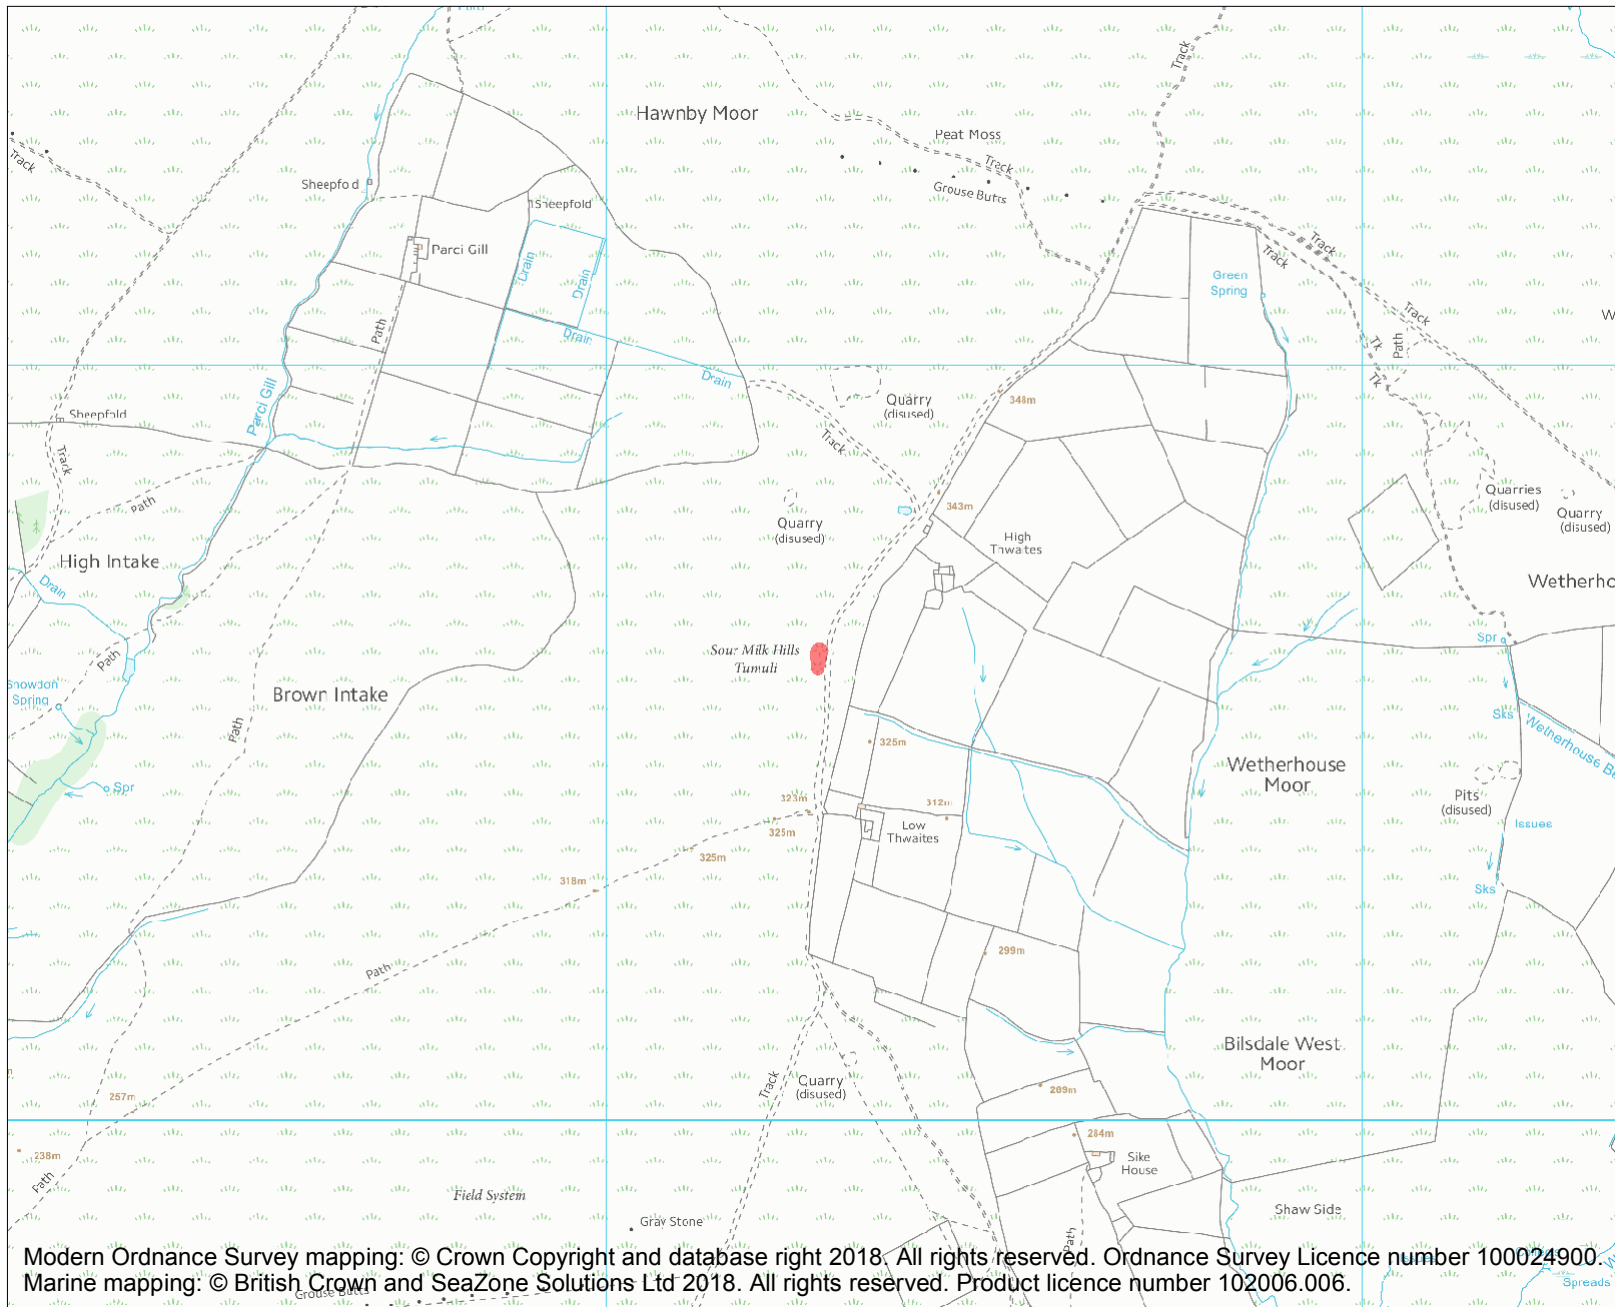 Track
Hawnby Moor
Peat Moss
Track
Track
Grouse Butts
Sheepfold
Sheepfold
Parci Gill
Drain
Drain
Path
Drain
Drain
Parci Gill
Green
Spring
Track
Track
Track
Tk
Path
Tk
Sheepfold
Track
Path
Quarry
(disused)
348m
Track
343m
Quarry
(disused)
High
Thwaites
Quarries
(disused)
Quarry
(disused)
High Intake
Drain
Path
Snowdon
Spring
Spr
Brown Intake
Path
Sour Milk Hills
Tumuli
Spr
Sks
Wetherhouse
Moor
Pits
(disused)
Issues
Sks
325m
323m
325m
312m
Low
Thwaites
325m
318m
299m
Path
Bilsdale West
Moor
257m
238m
Path
Track
Quarry
(disused)
289m
284m
Sike
House
Field System
Gray Stone
Shaw Side
Path
Modern Ordnance Survey mapping: © Crown Copyright and database right 2018. All rights reserved. Ordnance Survey Licence number 100024900.
Marine mapping: © British Crown and SeaZone Solutions Ltd 2018. All rights reserved. Product licence number 102006.006.
Grouse Butts
Spreads